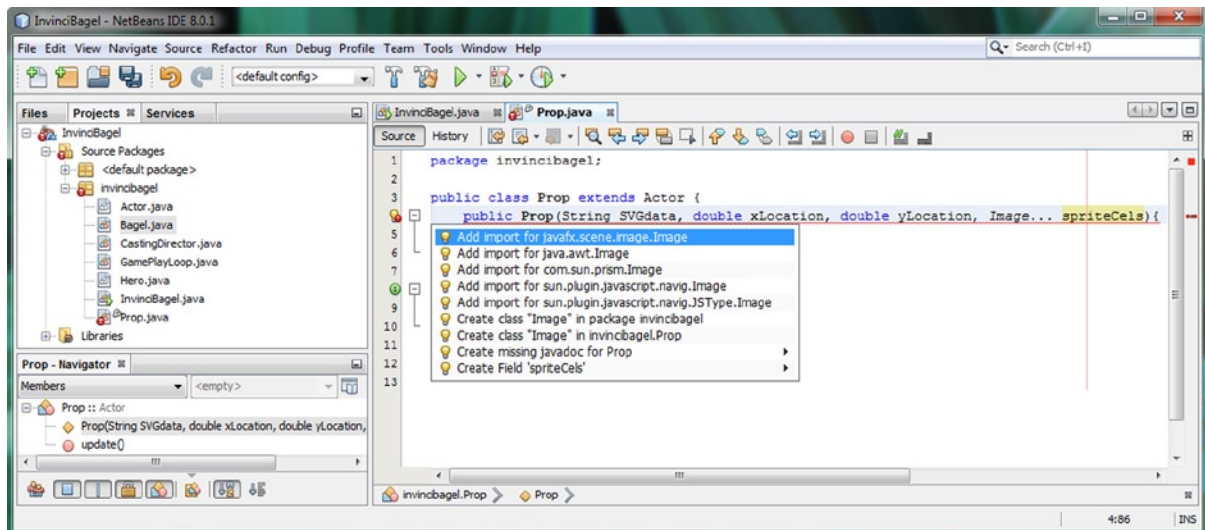 InvinciBagel - NetBeans IDE 8.0.1
File Edit View Navigate Source Refactor Run Debug Profile Team Tools Window Help
Search (Ctrl+I)
<default config>
Files Projects Services
InvinciBagel
Source Packages
<default package>
invincibagel
Actor.java
Bagel.java
CastingDirector.java
GamePlayLoop.java
Hero.java
InvinciBagel.java
Prop.java
Libraries
Prop - Navigator
Members <empty>
Prop :: Actor
Prop(String SVGdata, double xLocation, double yLocation,
update()
InvinciBagel.java Prop.java
Source History
1 package invincibagel;
2
3 public class Prop extends Actor {
public Prop(String SVGdata, double xLocation, double yLocation, Image... spriteCels){
5 Add import for javafx.scene.image.Image
6 Add import for java.awt.Image
7 Add import for com.sun.prism.Image
Add import for sun.plugin.javascript.navig.Image
9 Add import for sun.plugin.javascript.navig.JSType.Image
10 Create class "Image" in package invincibagel
11 Create class "Image" in invincibagel.Prop
12 Create missing javadoc for Prop
13 Create Field 'spriteCels'
invincibagel.Prop Prop
4:86 INS